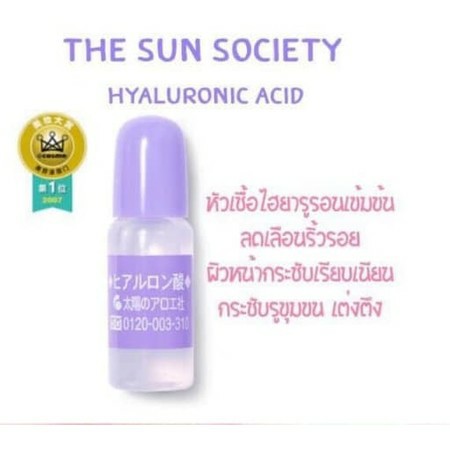 THE SUN SOCIETY
HYALURONIC ACID
@cosme
第1位
2007
หัวเชื้อไฮยารูรอนเข้มข้น
ลดเลือนริ้วรอย
ผิวหน้ากระชับเรียบเนียน
กระชับรูขุมขน เต่งตึง
ヒアルロン酸
太陽のアロエ社
0120-003-310